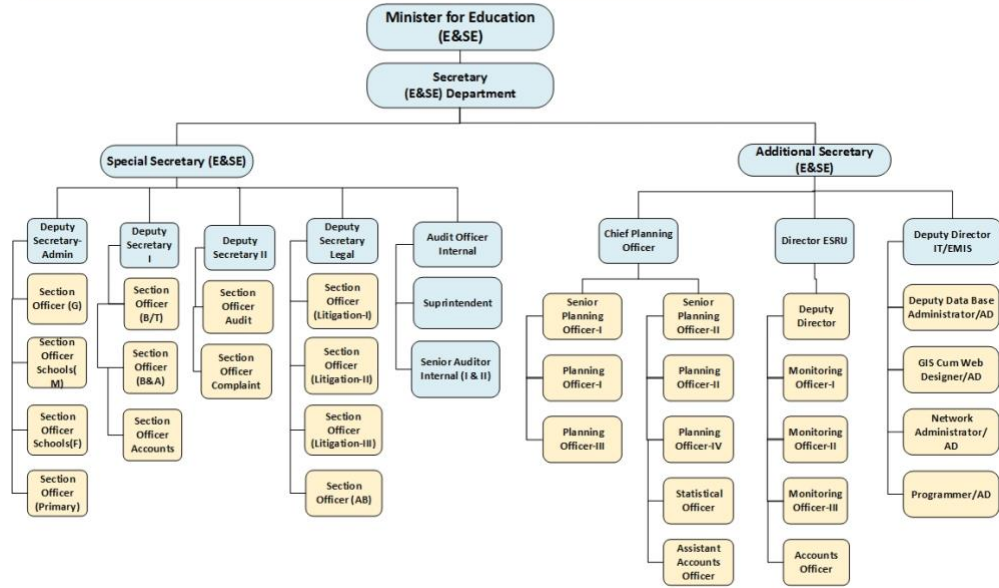 Minister for Education
(E&SE)
Secretary
(E&SE) Department
Special Secretary (E&SE)
Additional Secretary
(E&SE)
Deputy
Secretary-
Admin
Section
Officer (G)
Section
Officer
Schools(
M)
Section
Officer
Schools(F)
Section
Officer
(Primary)
Deputy
Secretary
I
Section
Officer
(B/T)
Section
Officer
(B&A)
Section
Officer
Accounts
Deputy
Secretary II
Section
Officer
Audit
Section
Officer
Complaint
Deputy
Secretary
Legal
Section
Officer
(Litigation-I)
Section
Officer
(Litigation-II)
Section
Officer
(Litigation-III)
Section
Officer (AB)
Audit Officer
Internal
Suprintendent
Senior Auditor
Internal (I & II)
Chief Planning
Officer
Senior
Planning
Officer-I
Planning
Officer-I
Planning
Officer-III
Senior
Planning
Officer-II
Planning
Officer-II
Planning
Officer-IV
Statistical
Officer
Assistant
Accounts
Officer
Director ESRU
Deputy
Director
Monitoring
Officer-I
Monitoring
Officer-II
Monitoring
Officer-III
Accounts
Officer
Deputy Director
IT/EMIS
Deputy Data Base
Administrator/AD
GIS Cum Web
Designer/AD
Network
Administrator/
AD
Programmer/AD